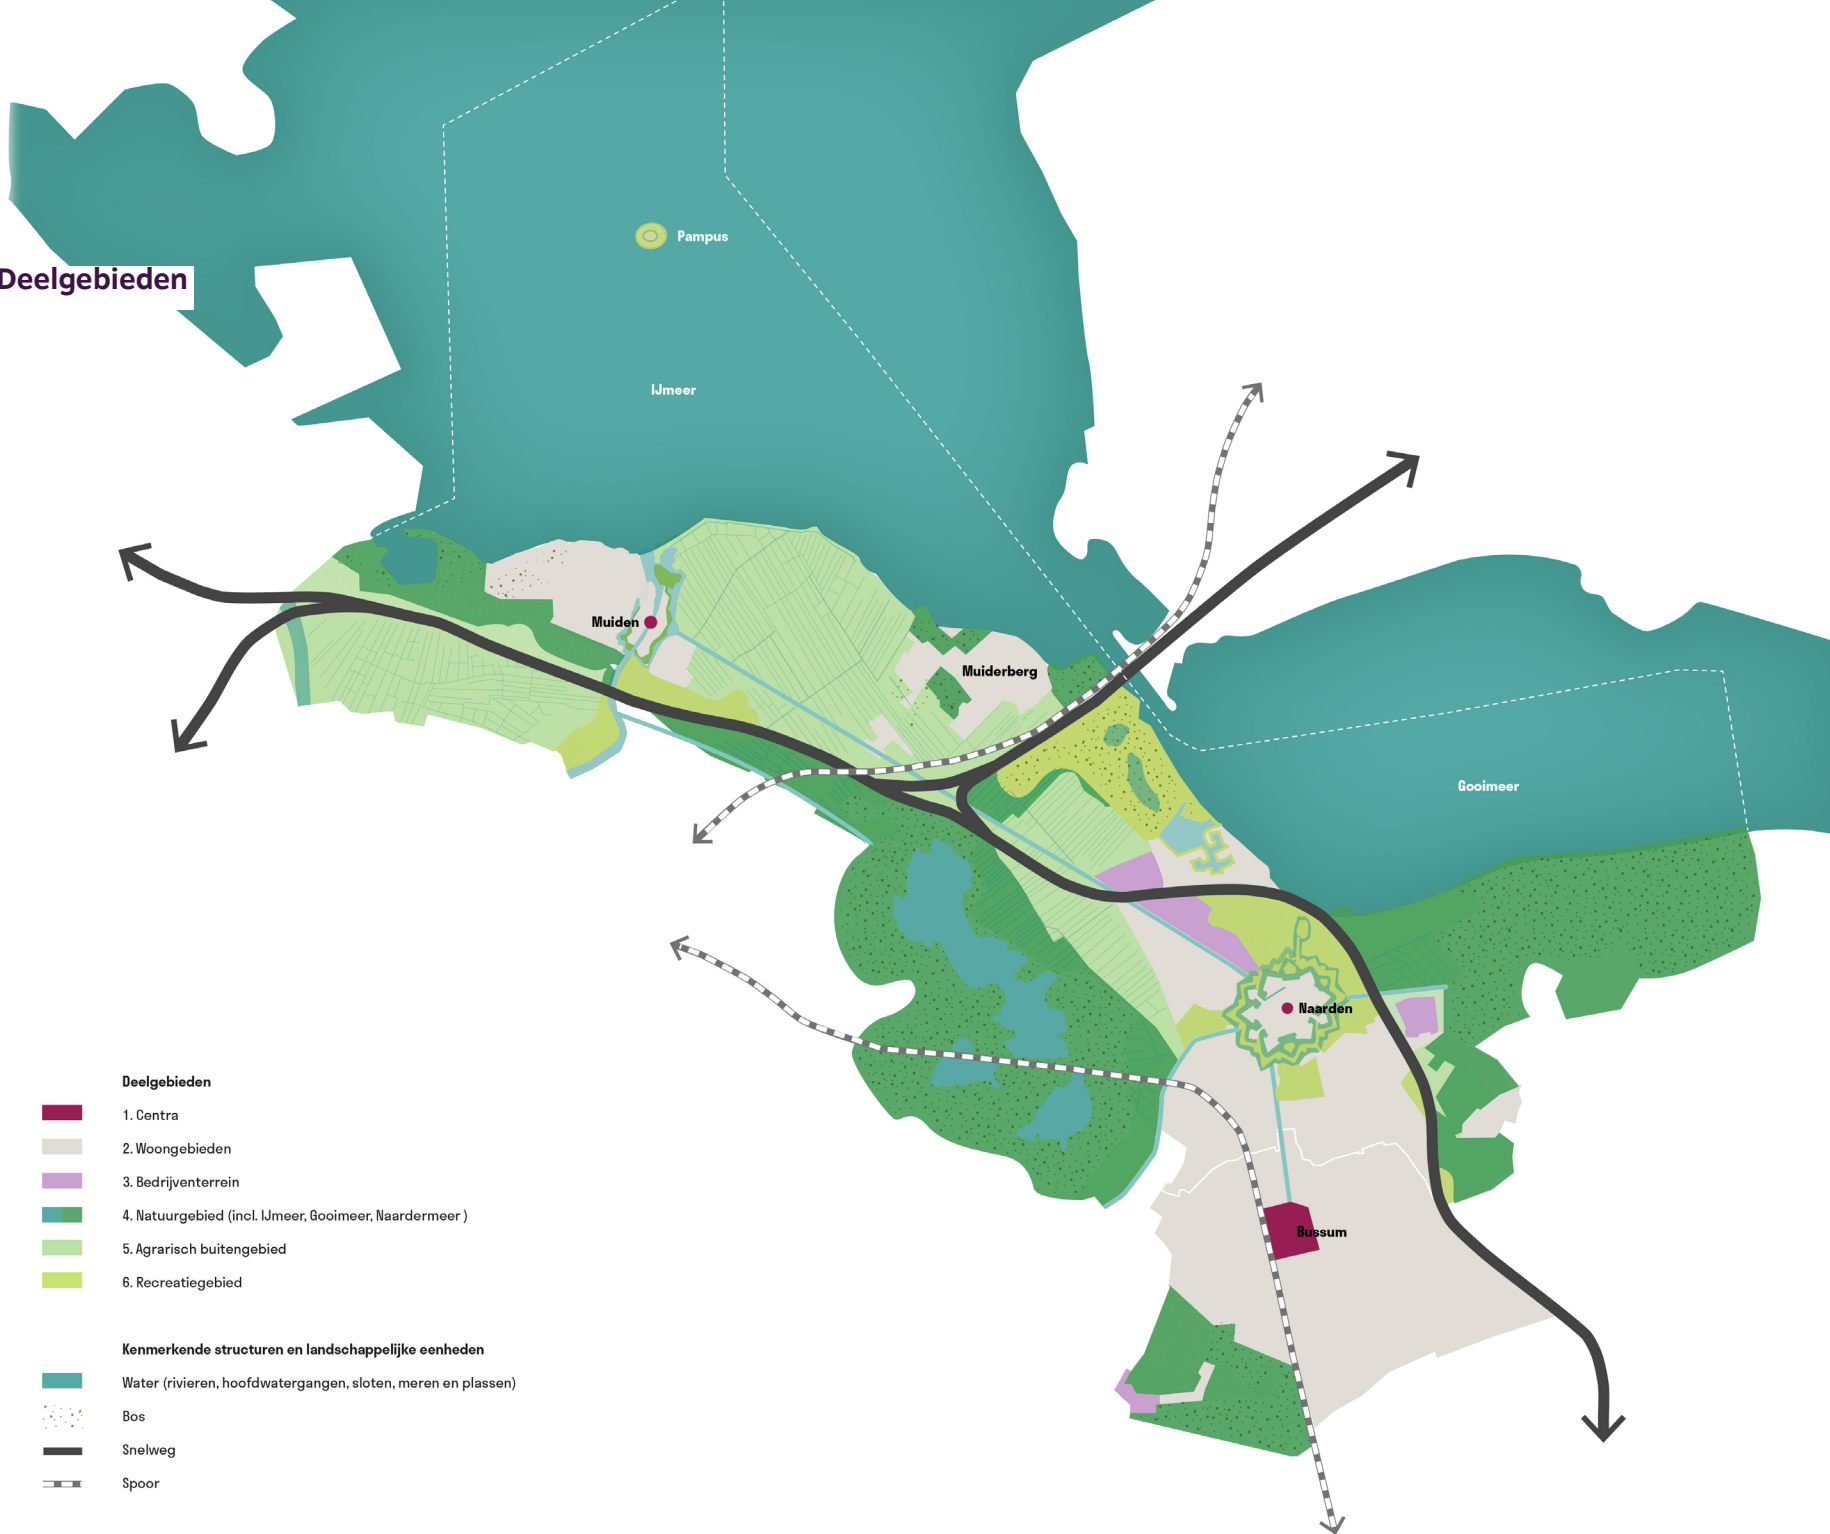 Pampus
Deelgebieden
IJmeer
Muiden
Muiderberg
Gooimeer
Naarden
Bussum
Deelgebieden
1. Centra
2. Woongebieden
3. Bedrijventerrein
4. Natuurgebied (incl. IJmeer, Gooimeer, Naardermeer )
5. Agrarisch buitengebied
6. Recreatiegebied
Kenmerkende structuren en landschappelijke eenheden
Water (rivieren, hoofdwatergangen, sloten, meren en plassen)
Bos
Snelweg
Spoor